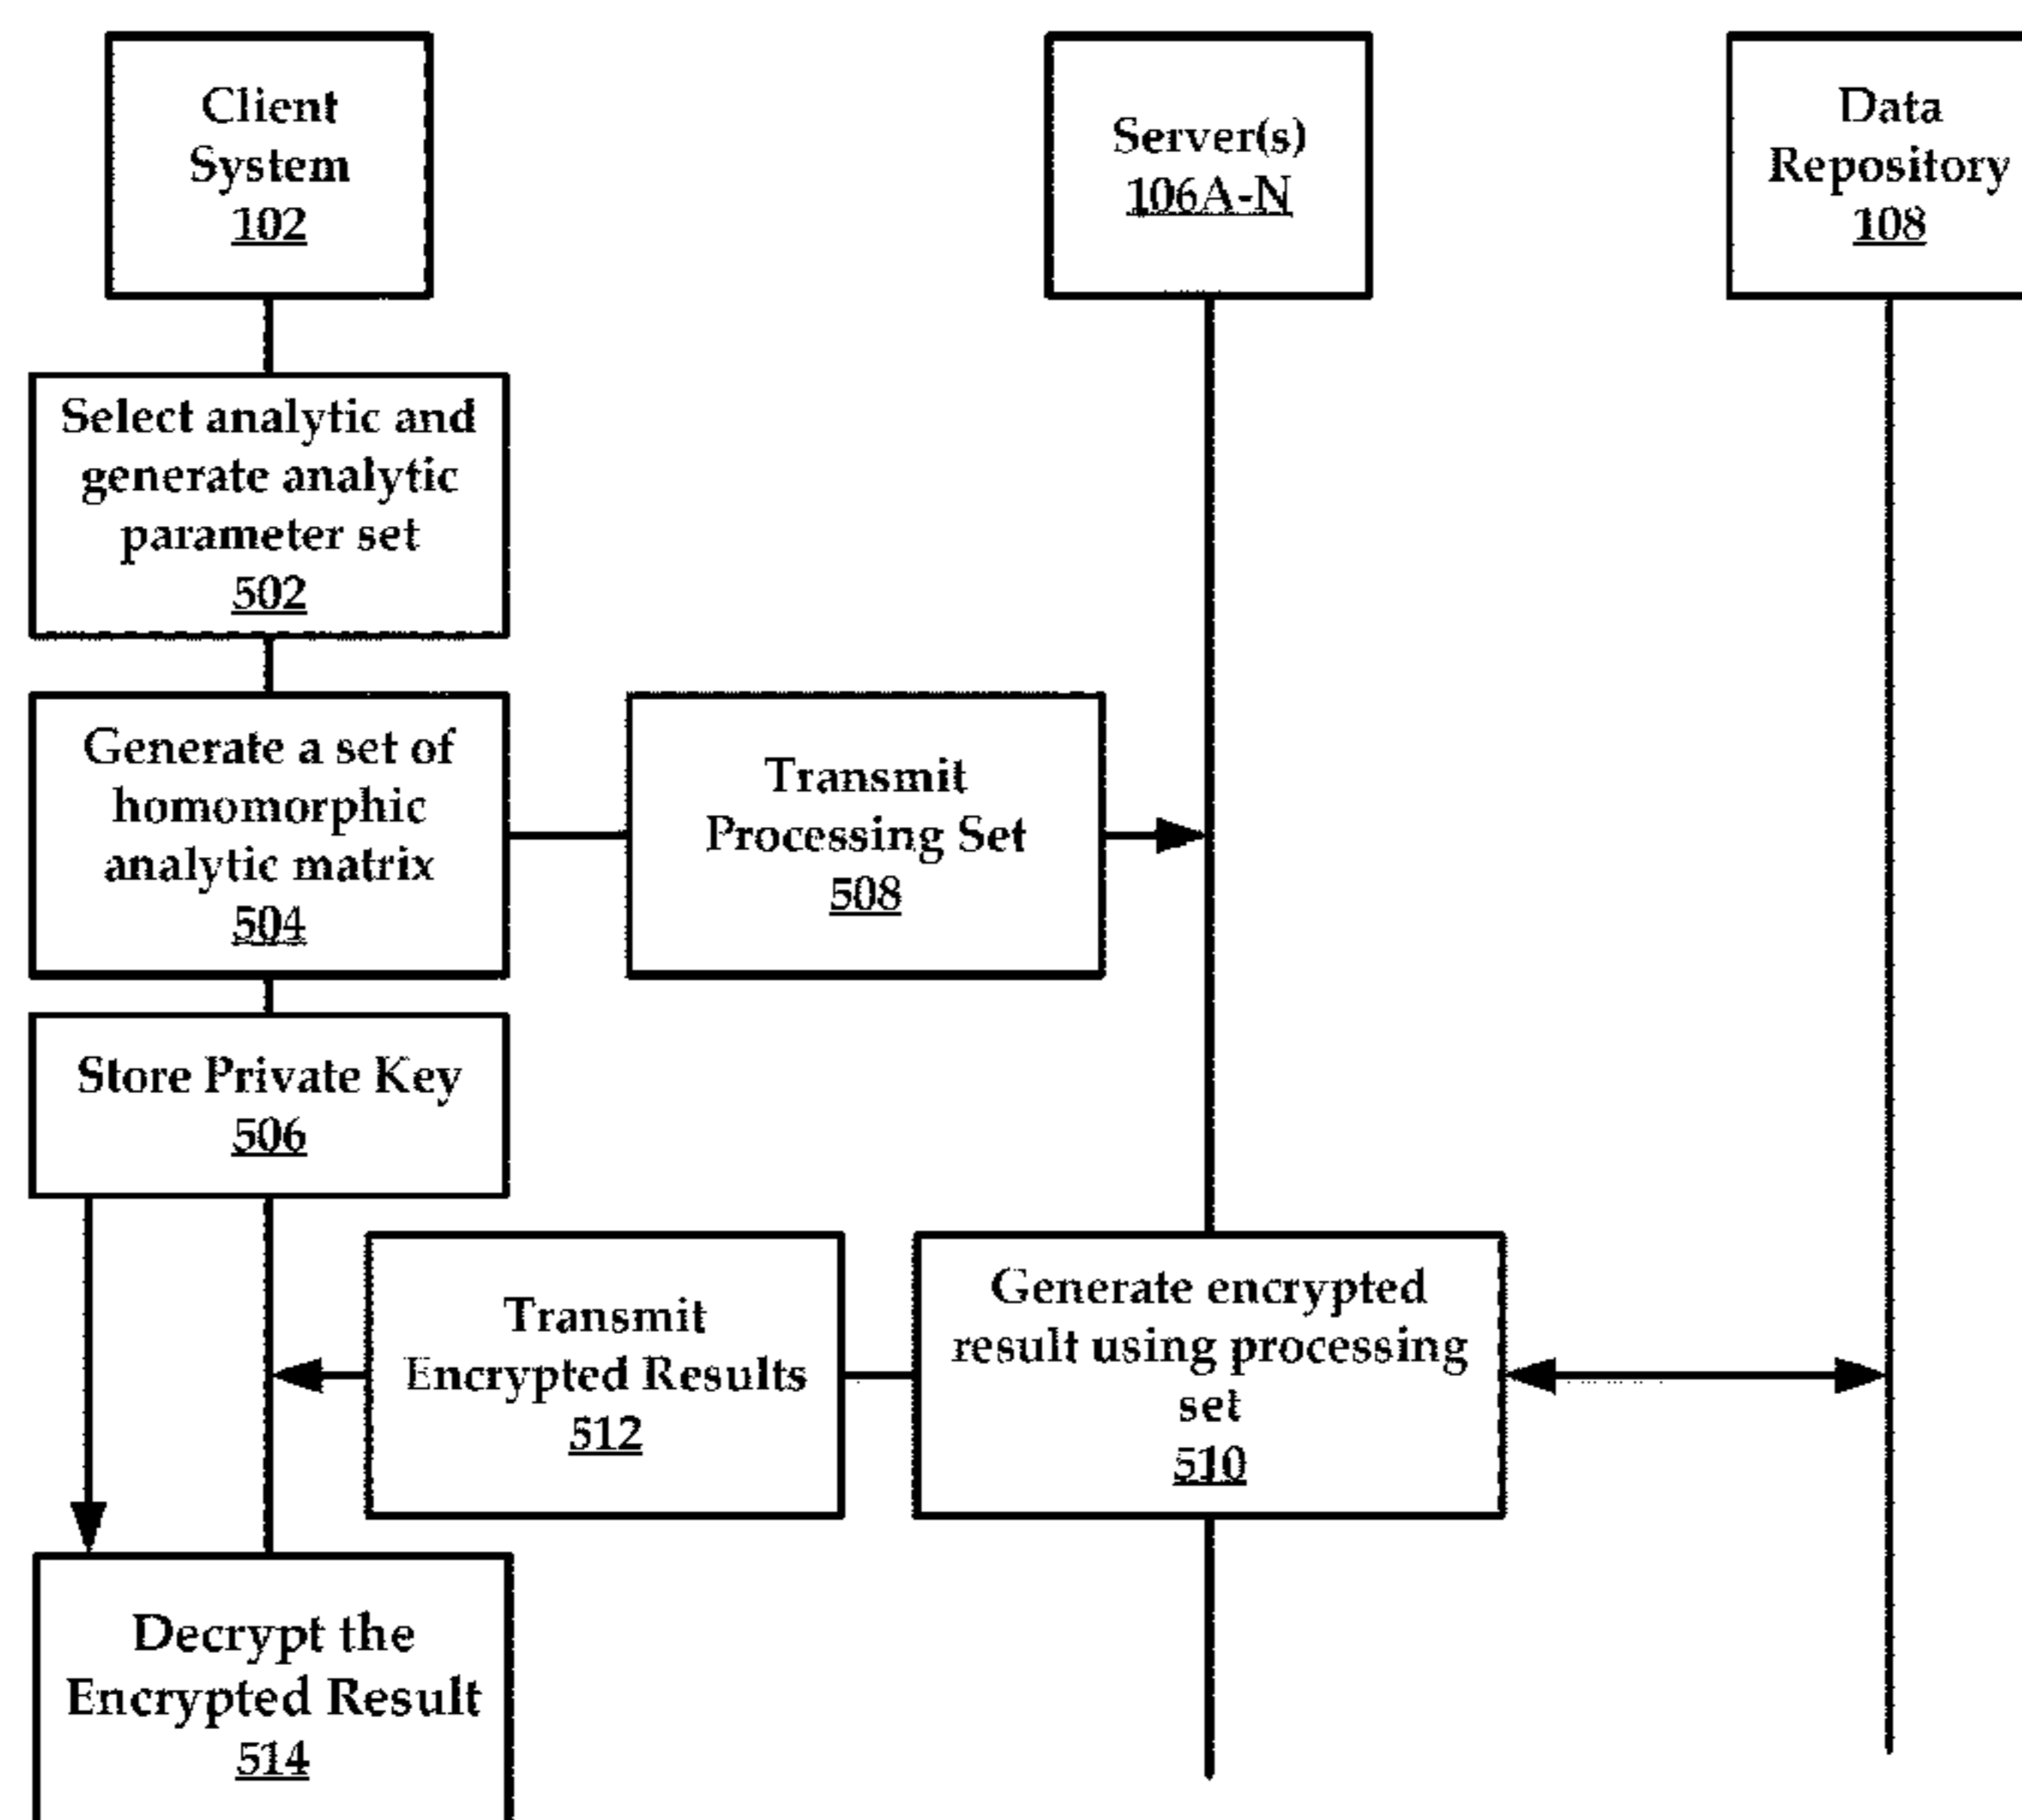 Client
System
102
Server(s)
106A-N
Data
Repository
108
Select analytic and
generate analytic
parameter set
502
Generate a set of
homomorphic
analytic matrix
504
Transmit
Processing Set
508
Store Private Key
506
Transmit
Encrypted Results
512
Generate encrypted
result using processing
set
510
Decrypt the
Encrypted Result
514